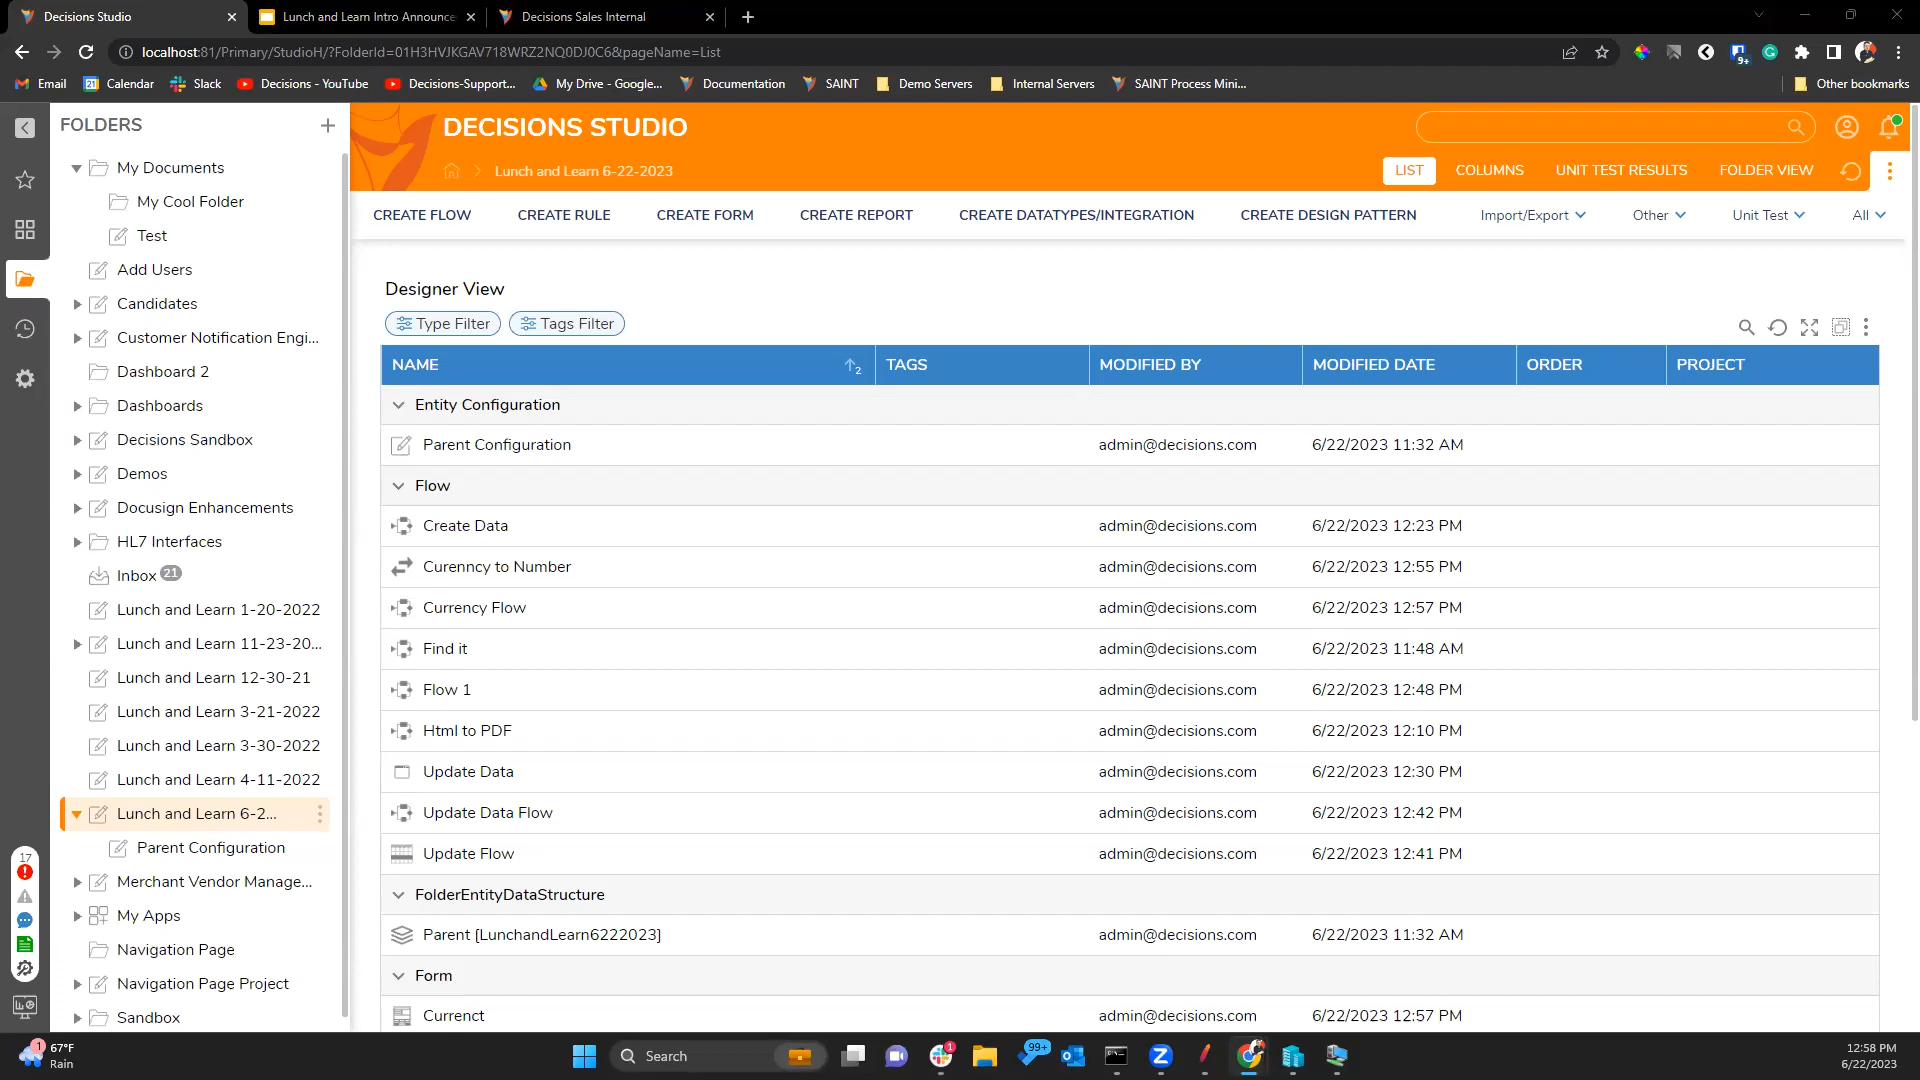 Decisions Studio
Lunch and Learn Intro Announce
Decisions Sales Internal
localhost:81/Primary/StudioH/?FolderId=01H3HVJKGAV718WRZ2NQ0DJ0C6&pageName=List
9+
Email
Calendar
Slack
Decisions - YouTube
Decisions-Support...
My Drive - Google...
Documentation
SAINT
Demo Servers
Internal Servers
SAINT Process Mini...
Other bookmarks
FOLDERS
My Documents
My Cool Folder
Test
Add Users
Candidates
Customer Notification Engi...
Dashboard 2
Dashboards
Decisions Sandbox
Demos
Docusign Enhancements
HL7 Interfaces
Inbox 21
Lunch and Learn 1-20-2022
Lunch and Learn 11-23-20...
Lunch and Learn 12-30-21
Lunch and Learn 3-21-2022
Lunch and Learn 3-30-2022
Lunch and Learn 4-11-2022
Lunch and Learn 6-2...
Parent Configuration
Merchant Vendor Manage...
My Apps
Navigation Page
Navigation Page Project
Sandbox
17
DECISIONS STUDIO
Lunch and Learn 6-22-2023
LIST COLUMNS UNIT TEST RESULTS FOLDER VIEW
CREATE FLOW CREATE RULE CREATE FORM CREATE REPORT CREATE DATATYPES/INTEGRATION CREATE DESIGN PATTERN Import/Export Other Unit Test All
Designer View
Type Filter Tags Filter
NAME 2 TAGS MODIFIED BY MODIFIED DATE ORDER PROJECT
Entity Configuration
Parent Configuration admin@decisions.com 6/22/2023 11:32 AM
Flow
Create Data admin@decisions.com 6/22/2023 12:23 PM
Curenncy to Number admin@decisions.com 6/22/2023 12:55 PM
Currency Flow admin@decisions.com 6/22/2023 12:57 PM
Find it admin@decisions.com 6/22/2023 11:48 AM
Flow 1 admin@decisions.com 6/22/2023 12:48 PM
Html to PDF admin@decisions.com 6/22/2023 12:10 PM
Update Data admin@decisions.com 6/22/2023 12:30 PM
Update Data Flow admin@decisions.com 6/22/2023 12:42 PM
Update Flow admin@decisions.com 6/22/2023 12:41 PM
FolderEntityDataStructure
Parent [LunchandLearn6222023] admin@decisions.com 6/22/2023 11:32 AM
Form
Currenct admin@decisions.com 6/22/2023 12:57 PM
1
67°F
Rain
Search
1
99+
12:58 PM
6/22/2023